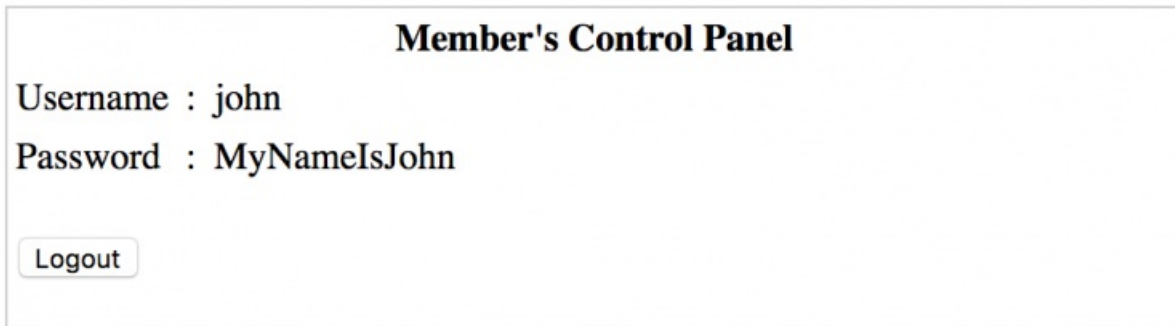 Member's Control Panel
Username : john
Password : MyNameIsJohn
Logout